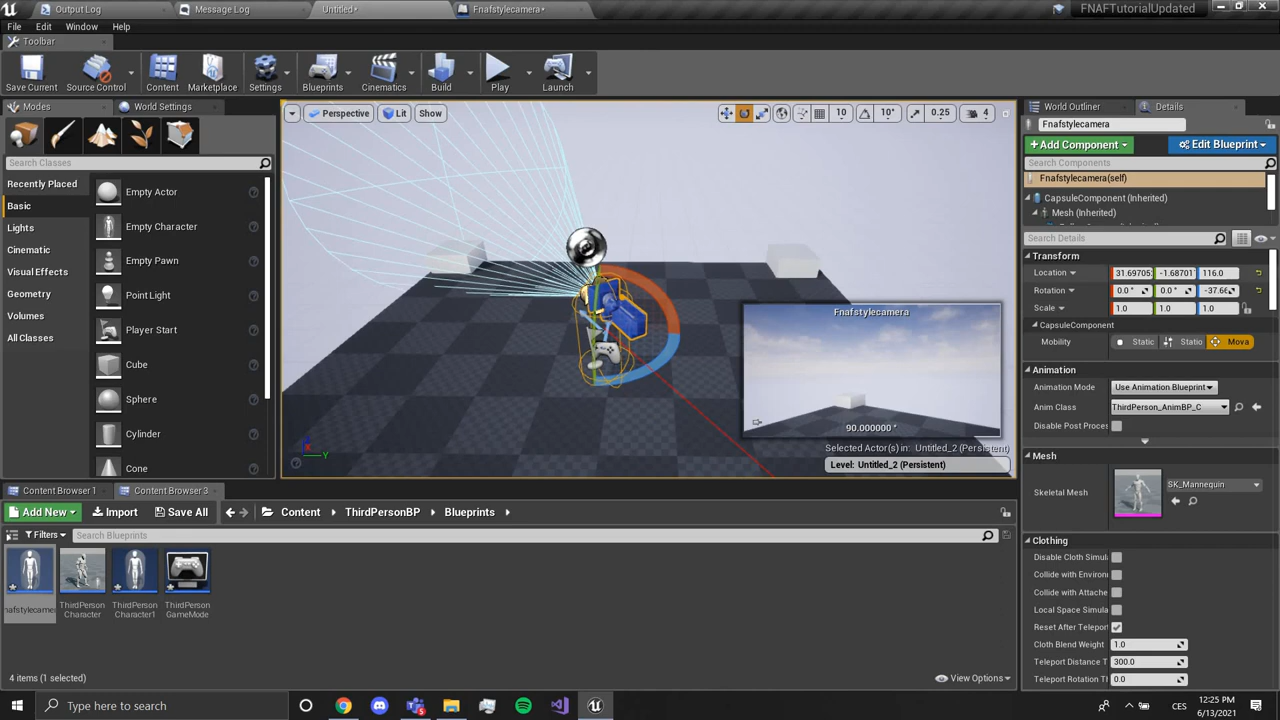 Output Log
Message Log
Untitled*
Fnafstylecamera*
FNAFTutorialUpdated
File Edit Window Help
Toolbar
Save Current
Source Control
Content
Marketplace
Settings
Blueprints
Cinematics
Build
Play
Launch
Modes
World Settings
Search Classes
Recently Placed
Basic
Lights
Cinematic
Visual Effects
Geometry
Volumes
All Classes
Empty Actor
Empty Character
Empty Pawn
Point Light
Player Start
Cube
Sphere
Cylinder
Cone
Perspective
Lit
Show
10
10°
0.25
4
Fnafstylecamera
90.000000 °
Selected Actor(s) in: Untitled_2 (Persistent)
Level: Untitled_2 (Persistent)
X
Y
World Outliner
Details
Fnafstylecamera
+Add Component
Edit Blueprint
Search Components
Fnafstylecamera(self)
CapsuleComponent (Inherited)
Mesh (Inherited)
Search Details
Transform
Location 31.69705 -1.68701 116.0
Rotation 0.0 ° 0.0 ° -37.66
Scale 1.0 1.0 1.0
CapsuleComponent
Mobility Static Statio Mova
Animation
Animation Mode Use Animation Blueprint
Anim Class ThirdPerson_AnimBP_C
Disable Post Proces
Mesh
Skeletal Mesh SK_Mannequin
Clothing
Disable Cloth Simul
Collide with Environ
Collide with Attache
Local Space Simula
Reset After Telepor
Cloth Blend Weight 1.0
Teleport Distance T 300.0
Teleport Rotation T 0.0
Content Browser 1
Content Browser 3
Add New
Import
Save All
Content
ThirdPersonBP
Blueprints
Filters
Search Blueprints
nafstylecame
ThirdPerson
Character
ThirdPerson
Character1
ThirdPerson
GameMode
4 items (1 selected)
View Options
Type here to search
CES
12:25 PM
6/13/2021